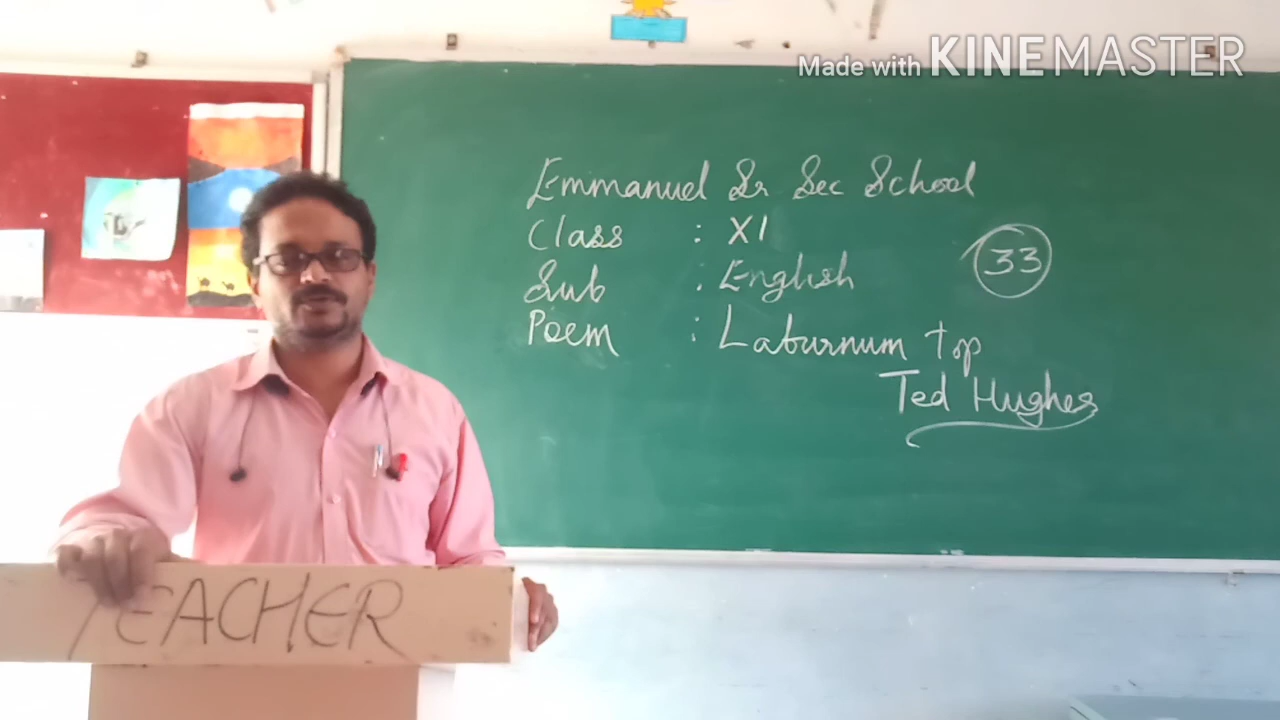 Made with KINEMASTER
Emmanuel Sr Sec School
Class : XI
Sub : English
33
Poem : Laburnum top
Ted Hughes
TEACHER